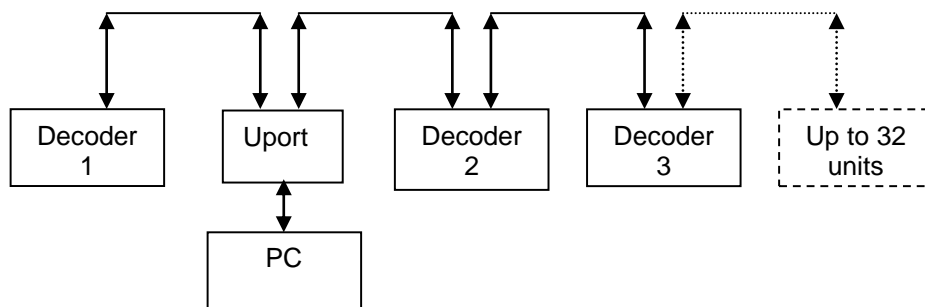 Decoder
1
Uport
Decoder
2
Decoder
3
Up to 32
units
PC